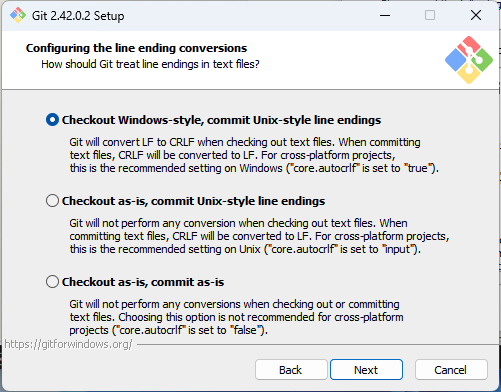 Git 2.42.0.2 Setup
Configuring the line ending conversions
How should Git treat line endings in text files?
Checkout Windows-style, commit Unix-style line endings
Git will convert LF to CRLF when checking out text files. When committing
text files, CRLF will be converted to LF. For cross-platform projects,
this is the recommended setting on Windows ("core.autocrlf" is set to "true").
Checkout as-is, commit Unix-style line endings
Git will not perform any conversion when checking out text files. When
committing text files, CRLF will be converted to LF. For cross-platform projects,
this is the recommended setting on Unix ("core.autocrlf" is set to "input").
Checkout as-is, commit as-is
Git will not perform any conversions when checking out or committing
text files. Choosing this option is not recommended for cross-platform
projects ("core.autocrlf" is set to "false").
https://gitforwindows.org/
Back
Next
Cancel